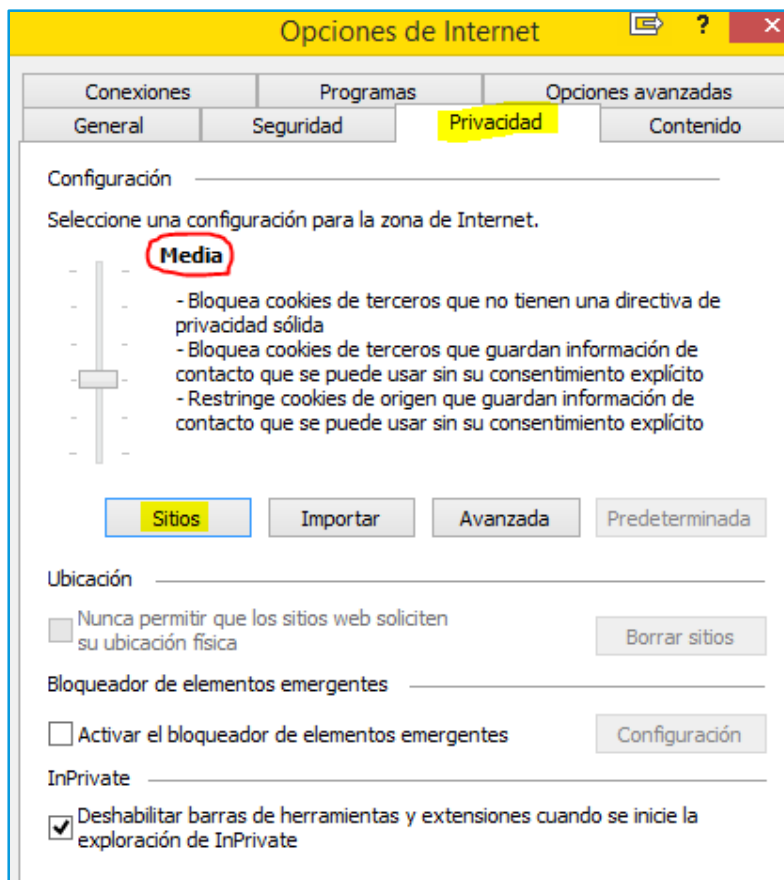 Opciones de Internet ?
Conexiones Programas Opciones avanzadas
General Seguridad Privacidad Contenido
Configuración
Seleccione una configuración para la zona de Internet.
Media
- Bloquea cookies de terceros que no tienen una directiva de
privacidad sólida
- Bloquea cookies de terceros que guardan información de
contacto que se puede usar sin su consentimiento explícito
- Restringe cookies de origen que guardan información de
contacto que se puede usar sin su consentimiento explícito
Sitios Importar Avanzada Predeterminada
Ubicación
Nunca permitir que los sitios web soliciten
su ubicación física
Borrar sitios
Bloqueador de elementos emergentes
Activar el bloqueador de elementos emergentes Configuración
InPrivate
Deshabilitar barras de herramientas y extensiones cuando se inicie la
exploración de InPrivate